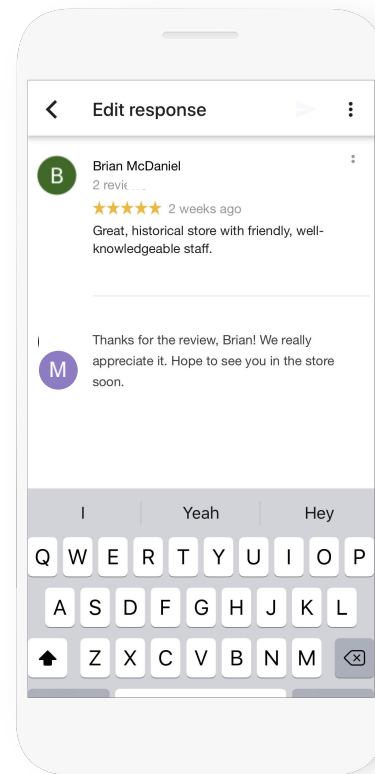 Edit response
B
Brian McDaniel
2
2 weeks ago
Great, historical store with friendly, well-
knowledgeable staff.
Thanks for the review, Brian! We really
M
appreciate it. Hope to see you in the store
soon.
I Yeah Hey
Q W E R T Y U I O P
A S D F G H J K L
Z X C V B N M